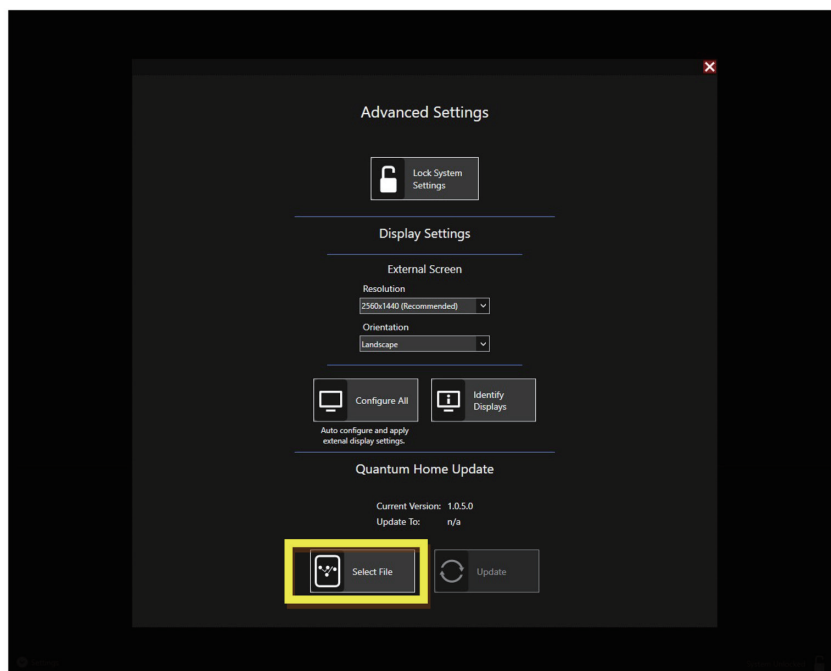 Advanced Settings
Lock System
Settings
Display Settings
External Screen
Resolution
2560x1440 (Recommended)
Orientation
Landscape
Configure All
Identify
Displays
Auto configure and apply
extenal display settings.
Quantum Home Update
Current Version: 1.0.5.0
Update To: n/a
Select File
Update